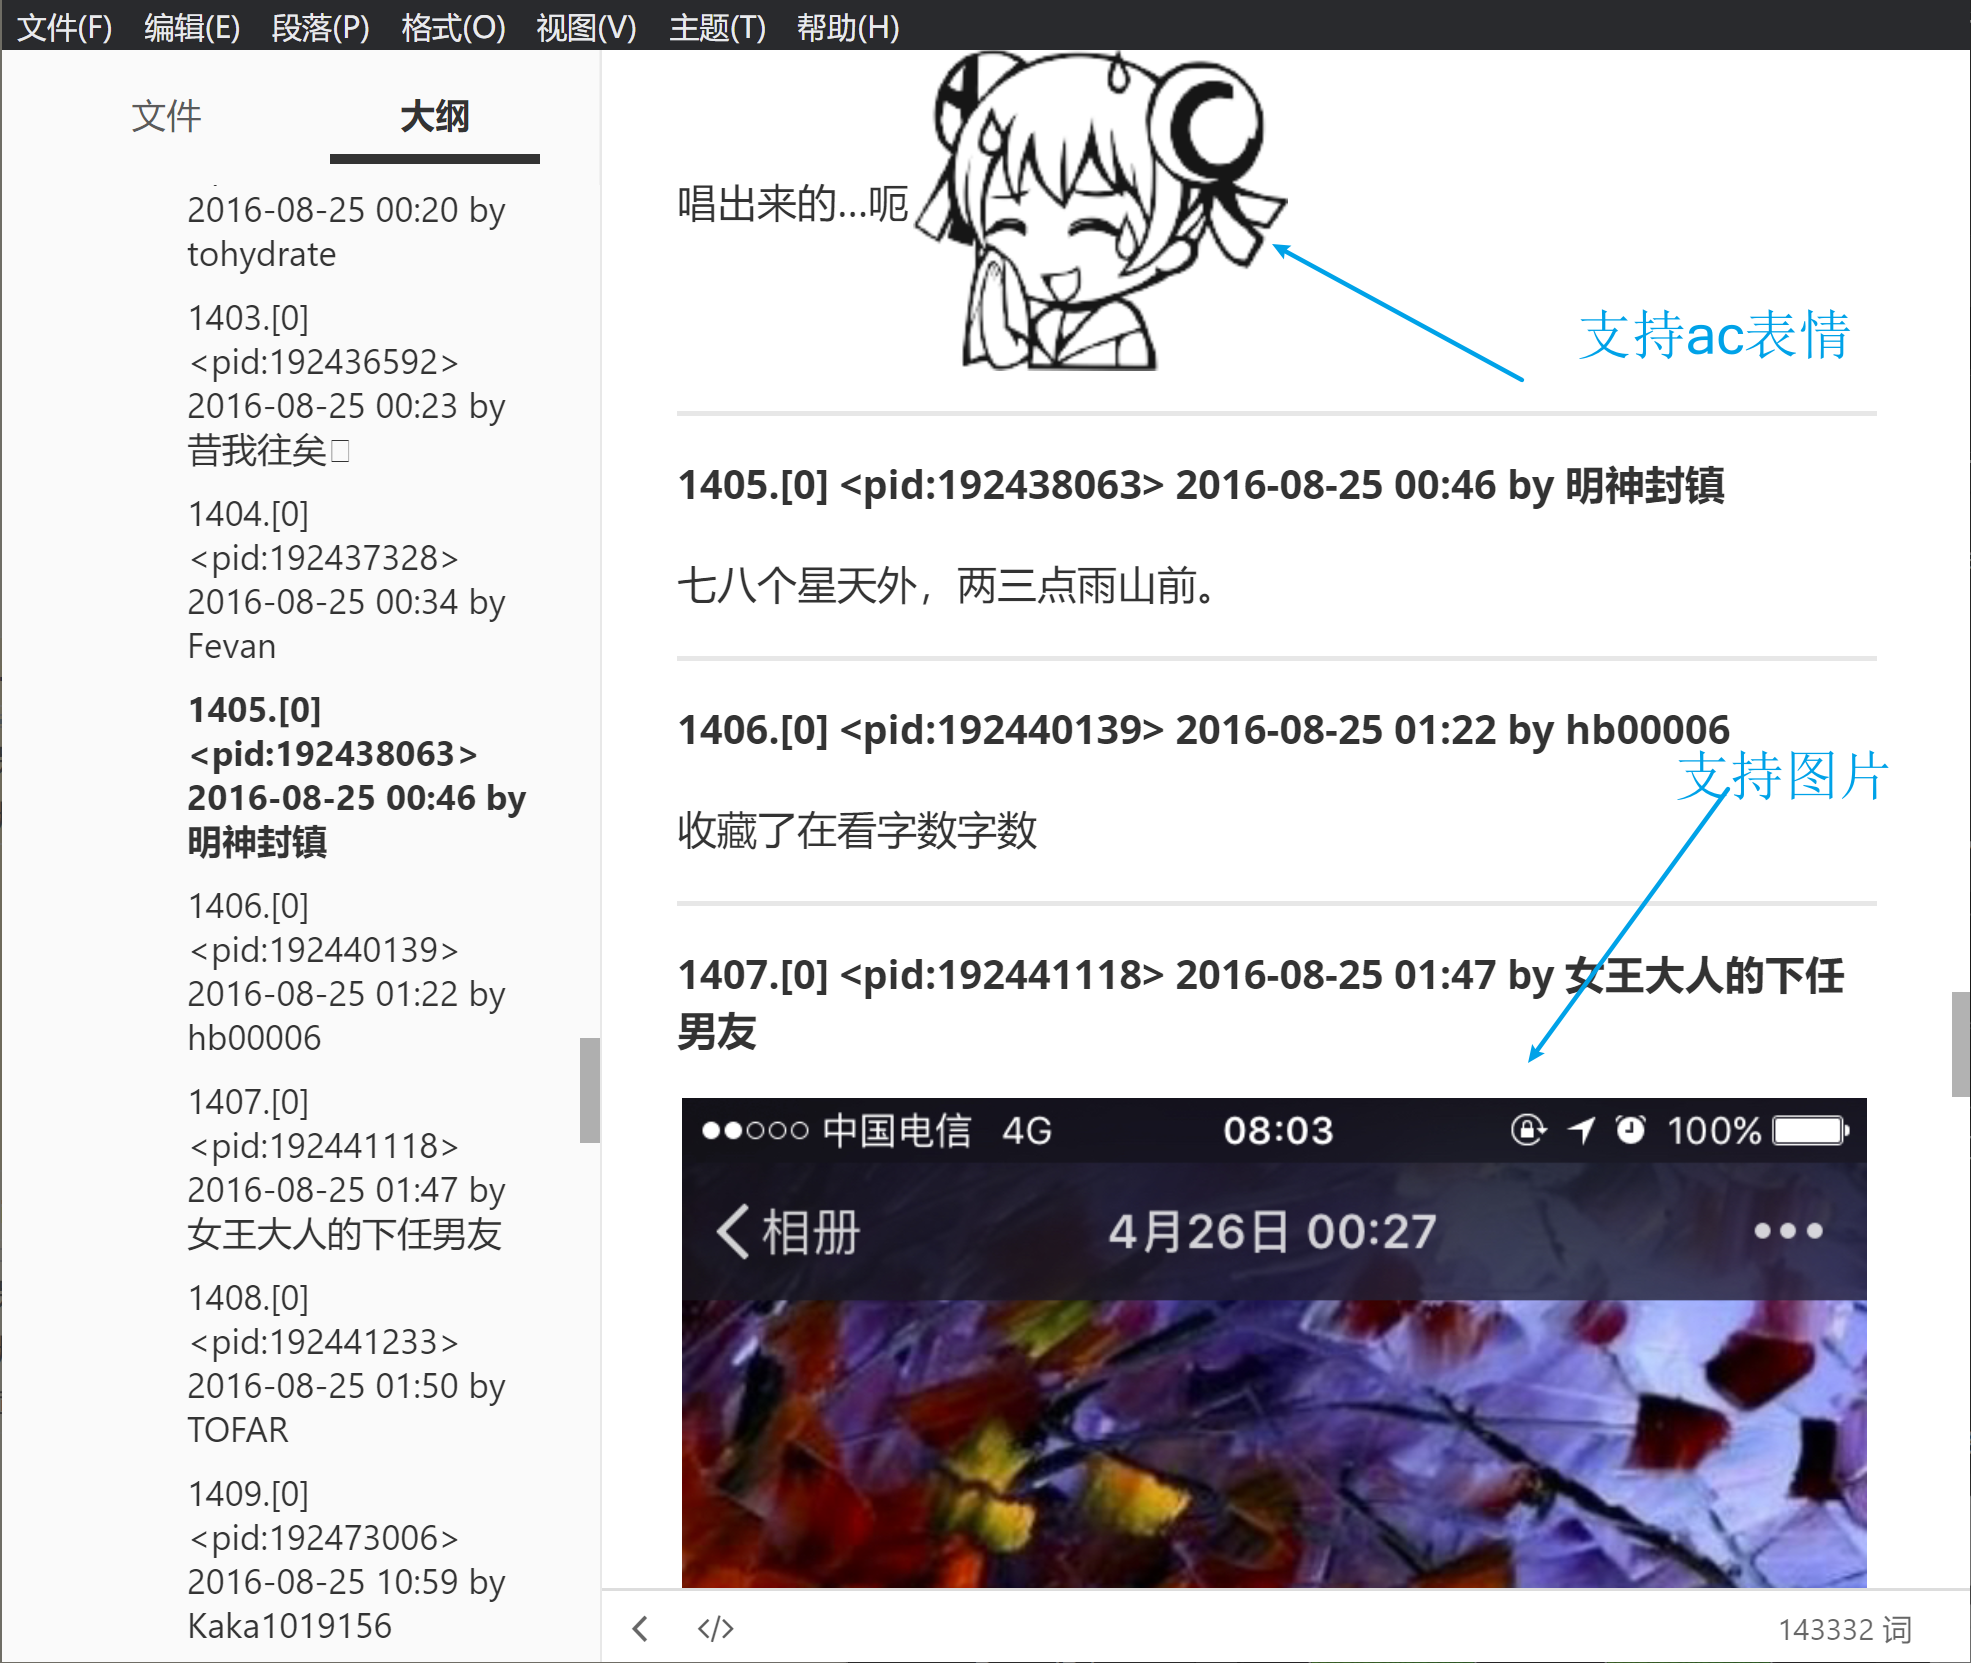 文件(F) 编辑(E) 段落(P) 格式(O) 视图(V) 主题(T) 帮助(H)
文件 大纲
2016-08-25 00:20 by
tohydrate
1403.[0]
<pid:192436592>
2016-08-25 00:23 by
昔我往矣
1404.[0]
<pid:192437328>
2016-08-25 00:34 by
Fevan
1405.[0]
<pid:192438063>
2016-08-25 00:46 by
明神封镇
1406.[0]
<pid:192440139>
2016-08-25 01:22 by
hb00006
1407.[0]
<pid:192441118>
2016-08-25 01:47 by
女王大人的下任男友
1408.[0]
<pid:192441233>
2016-08-25 01:50 by
TOFAR
1409.[0]
<pid:192473006>
2016-08-25 10:59 by
Kaka1019156
唱出来的...呃
支持ac表情
1405.[0] <pid:192438063> 2016-08-25 00:46 by 明神封镇
七八个星天外，两三点雨山前。
1406.[0] <pid:192440139> 2016-08-25 01:22 by hb00006
支持图片
收藏了在看字数字数
1407.[0] <pid:192441118> 2016-08-25 01:47 by 女王大人的下任
男友
中国电信 4G 08:03 100%
相册 4月26日 00:27
</> 143332 词